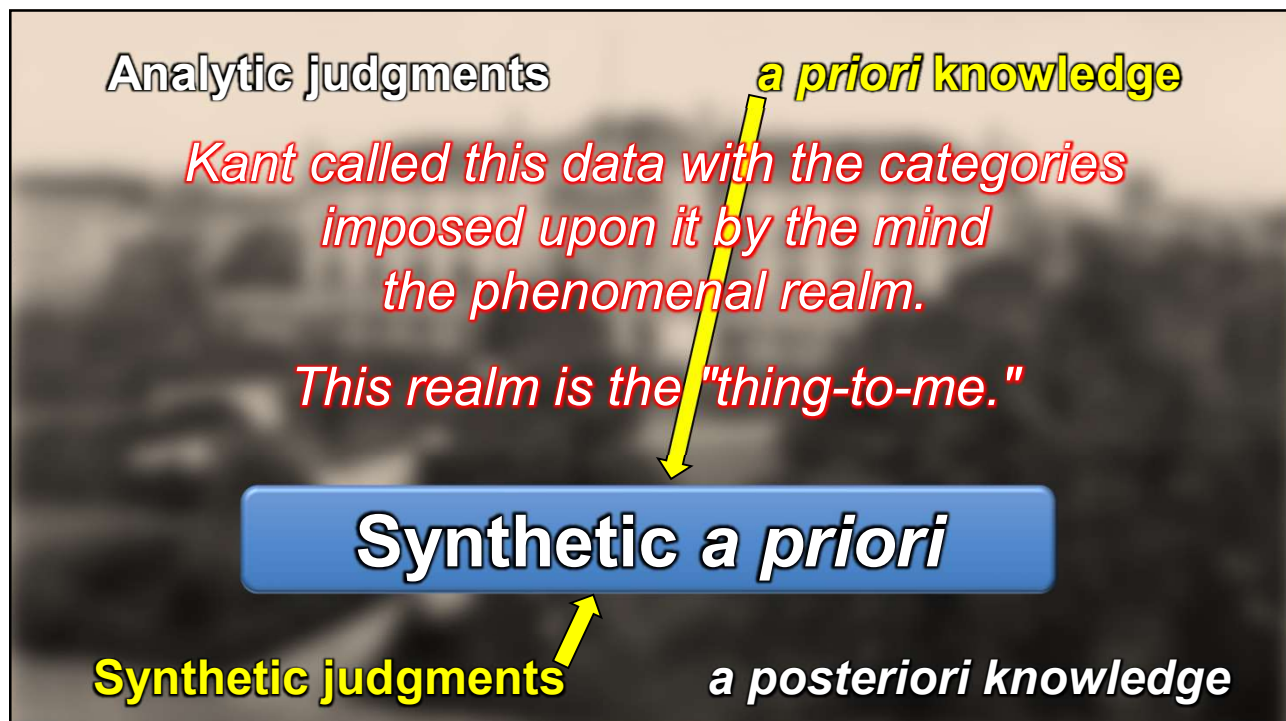 Analytic judgments
a priori knowledge
Kant called this data with the categories
imposed upon it by the mind
the phenomenal realm.
This realm is the "thing-to-me."
Synthetic a priori
Synthetic judgments
a posteriori knowledge